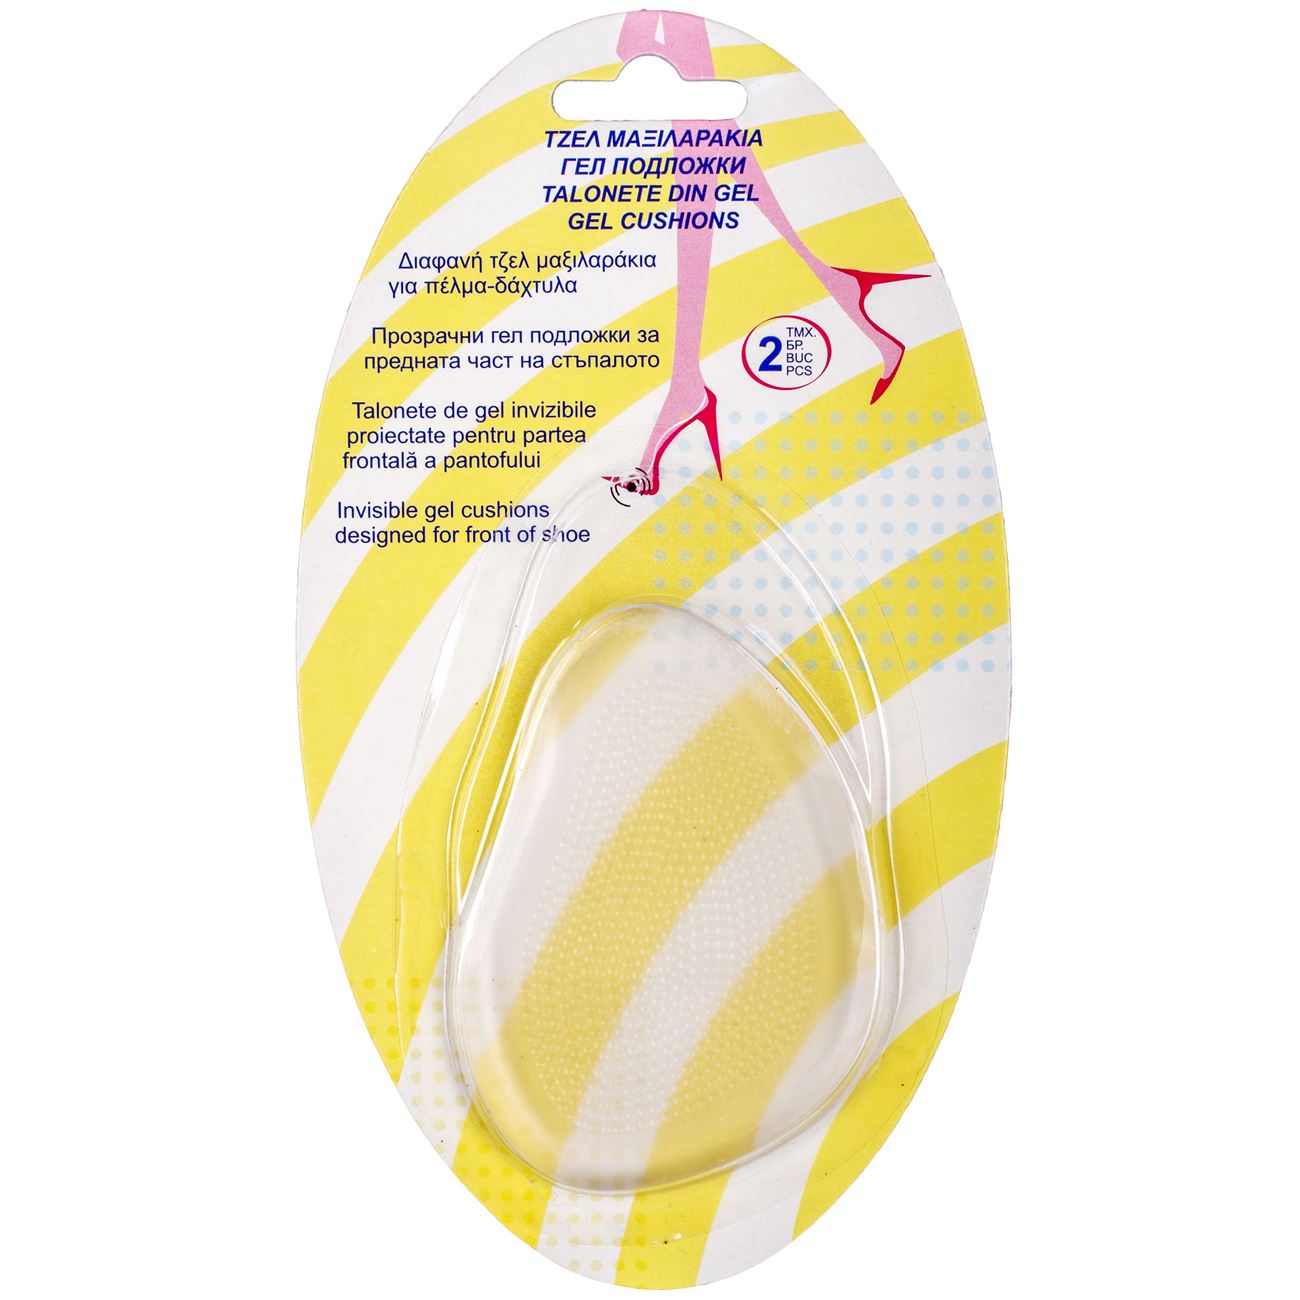 ΤΖΕΛ ΜΑΞΙΛΑΡΑΚΙΑ
ГЕЛ ПОДЛОЖКИ
TALONETE DIN GEL
GEL CUSHIONS
Διαφανή τζελ μαξιλαράκια
για πέλμα-δάχτυλα
Прозрачни гел подложки за
предната част на стъпалото
Talonete de gel invizibile
proiectate pentru partea
frontală a pantofului
Invisible gel cushions
designed for front of shoe
2
ΤΜΧ.
БР.
BUC
PCS